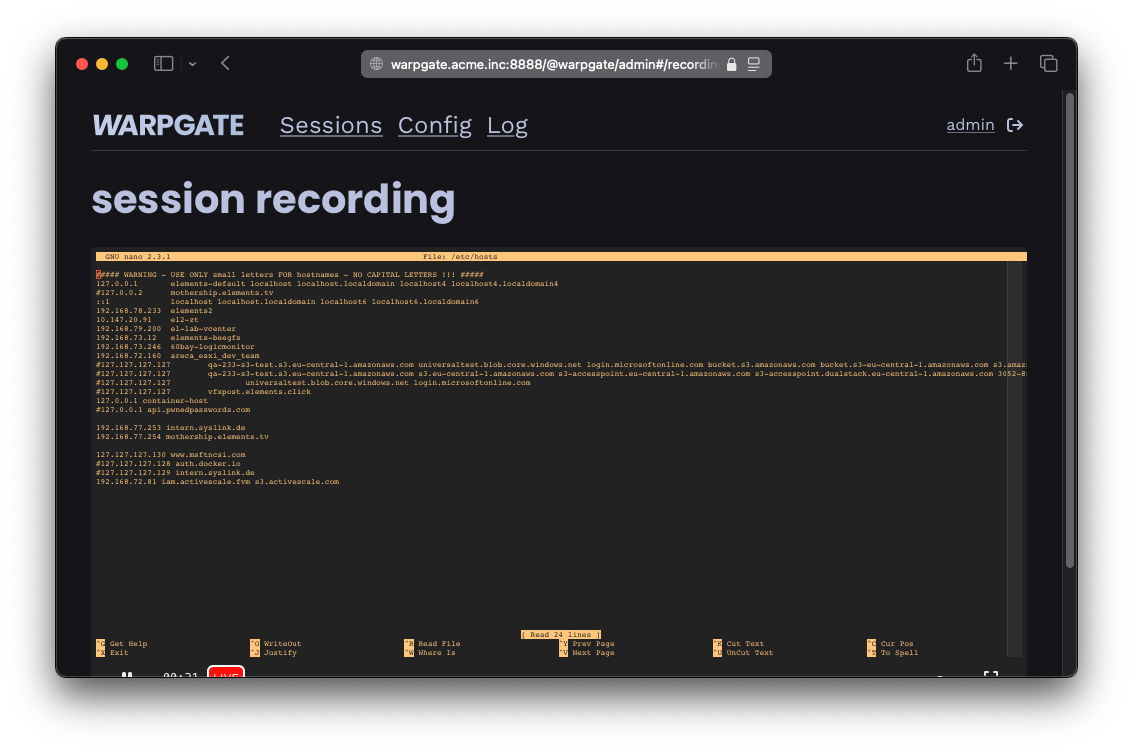 warpgate.acme.inc:8888/@warpgate/admin#/recordin
WARPGATE Sessions Config Log admin
session recording
GNU nano 2.3.1 File: /etc/hosts
##### WARNING - USE ONLY small letters FOR hostnames - NO CAPITAL LETTERS !!! #####
127.0.0.1 elements-default localhost localhost.localdomain localhost4 localhost4.localdomain4
#127.0.0.2 mothership.elements.tv
::1 localhost localhost.localdomain localhost6 localhost6.localdomain6
192.168.78.233 elements2
10.147.20.91 el2-zt
192.168.79.200 el-lab-vcenter
192.168.73.12 elements-beegfs
192.168.73.246 60bay-logicmonitor
192.168.72.160 areca_esxi_dev_team
#127.127.127.127 qa-233-s3-test.s3.eu-central-1.amazonaws.com universaltest.blob.core.windows.net login.microsoftonline.com bucket.s3.amazonaws.com bucket.s3-eu-central-1.amazonaws.com s3.amaz
#127.127.127.127 qa-233-s3-test.s3.eu-central-1.amazonaws.com s3.eu-central-1.amazonaws.com s3-accesspoint.eu-central-1.amazonaws.com s3-accesspoint.dualstack.eu-central-1.amazonaws.com 3052-8
#127.127.127.127 universaltest.blob.core.windows.net login.microsoftonline.com
#127.127.127.127 vfxpost.elements.click
127.0.0.1 container-host
#127.0.0.1 api.pwnedpasswords.com
192.168.77.253 intern.syslink.de
192.168.77.254 mothership.elements.tv
127.127.127.130 www.msftncsi.com
#127.127.127.128 auth.docker.io
#127.127.127.129 intern.syslink.de
192.168.72.81 iam.activescale.fvm s3.activescale.com
[ Read 24 lines ]
^G Get Help ^O WriteOut ^R Read File ^Y Prev Page ^K Cut Text ^C Cur Pos
^X Exit ^J Justify ^W Where Is ^V Next Page ^U UnCut Text ^T To Spell
00:21 LIVE